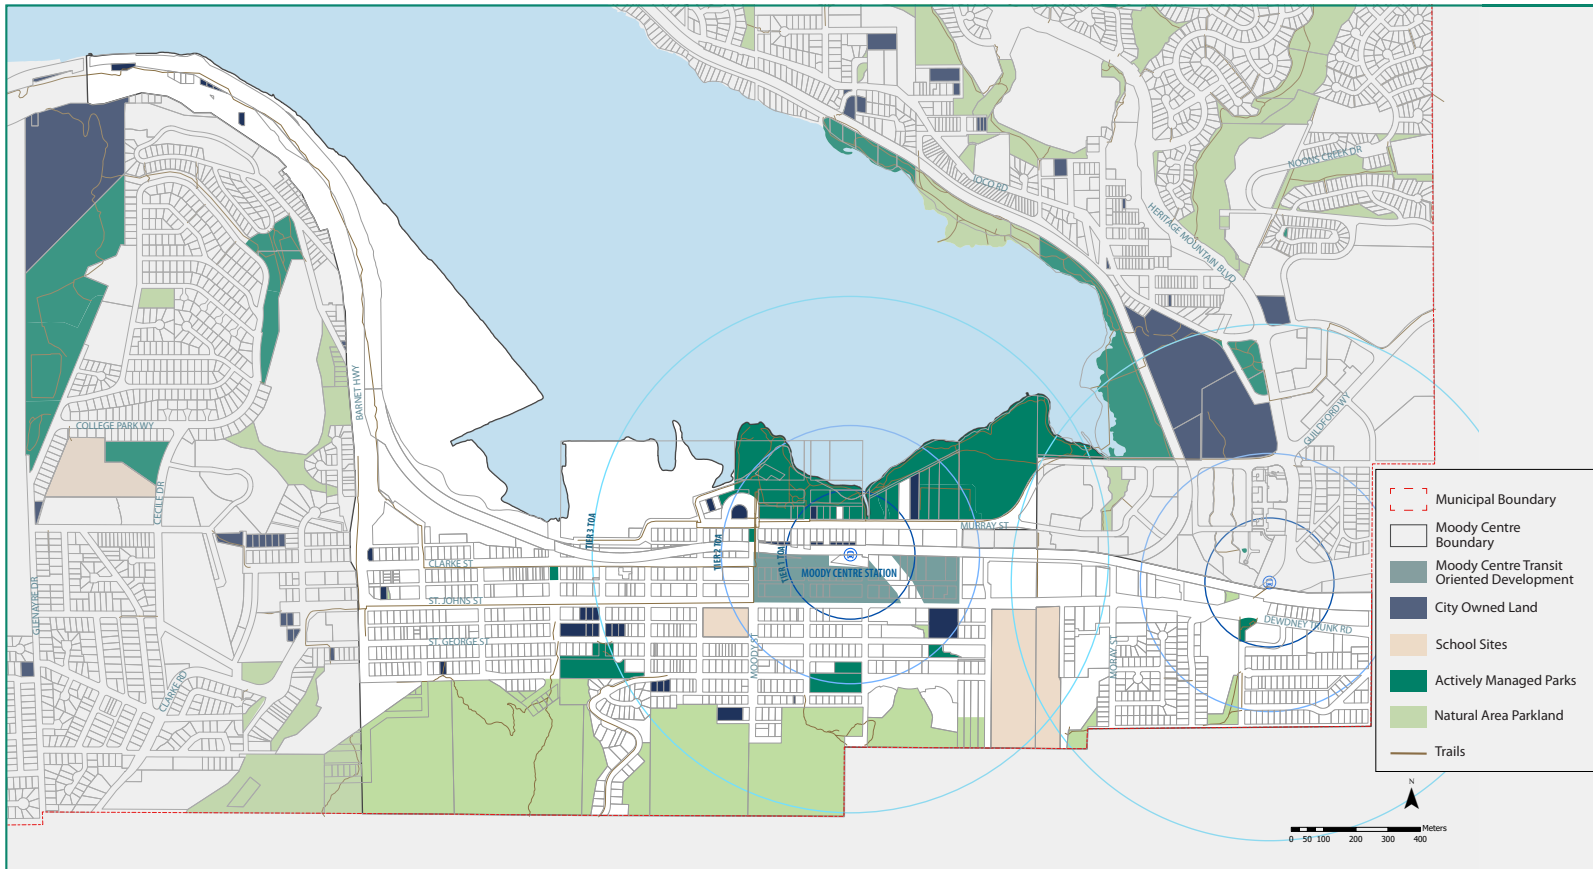 NOONS CREEK DR
IOCO RD
HERITAGE MOUNTAIN BLVD
BARNET HWY
GUILDFORD WY
COLLEGE PARK WY
CECILE DR
MURRAY ST
TIER 3 TOA
TIER 2 TOA
TIER 1 TOA
CLARKE ST
MOODY CENTRE STATION
ST. JOHNS ST
GLENAYRE DR
DEWDNEY TRUNK RD
ST. GEORGE ST
MOODY ST
MORAY ST
CLARKE RD
Municipal Boundary
Moody Centre
Boundary
Moody Centre Transit
Oriented Development
City Owned Land
School Sites
Actively Managed Parks
Natural Area Parkland
Trails
N
Meters
0 50 100 200 300 400